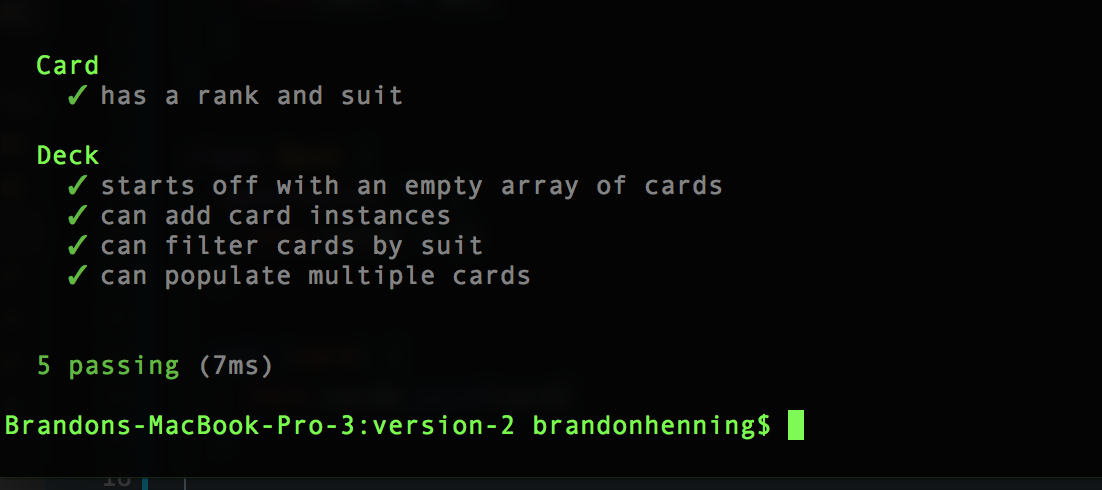 Card
✓ has a rank and suit
Deck
✓ starts off with an empty array of cards
✓ can add card instances
✓ can filter cards by suit
✓ can populate multiple cards
5 passing (7ms)
Brandons-MacBook-Pro-3:version-2 brandonhenning$